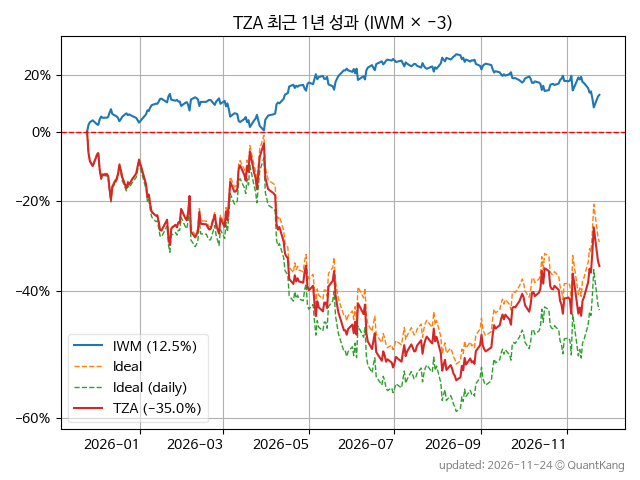 TZA 최근 1년 성과 (IWM × −3)
20%
0%
−20%
−40%
−60%
IWM (12.5%)
Ideal
Ideal (daily)
TZA (−35.0%)
2026-01 2026-03 2026-05 2026-07 2026-09 2026-11
updated: 2026-11-24 ⓒ QuantKang